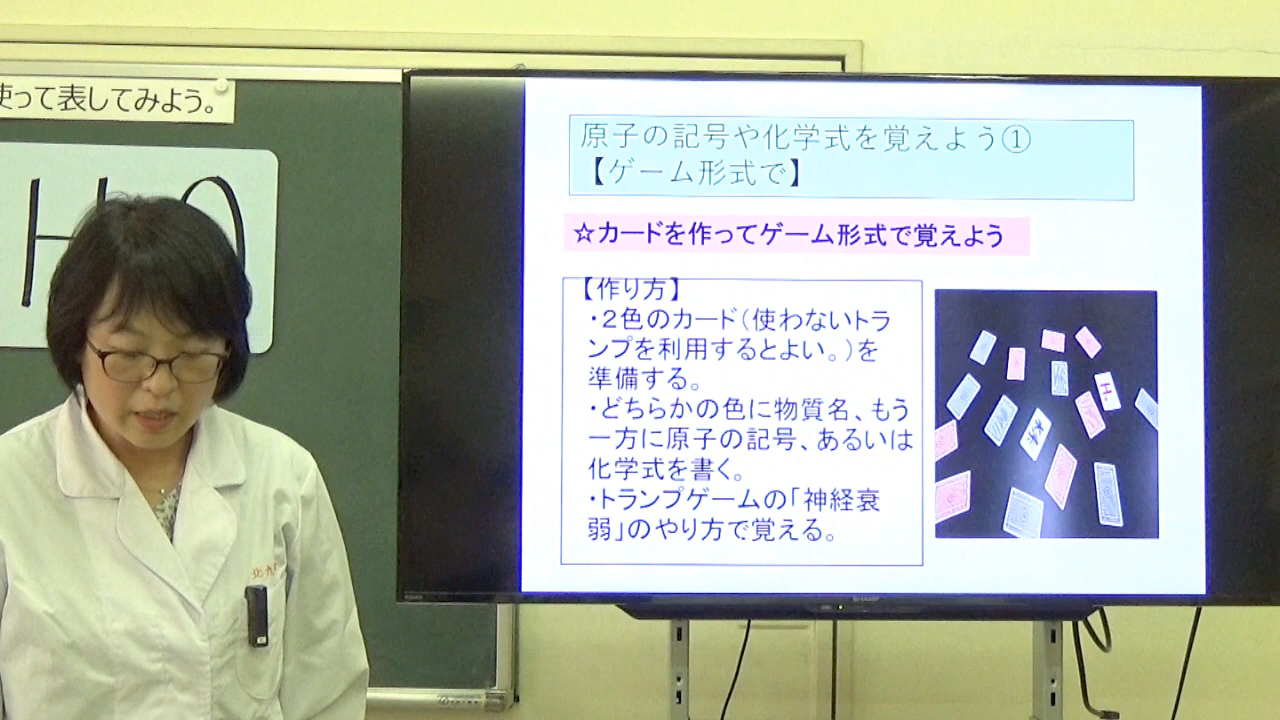 使って表してみよう。
H O
原子の記号や化学式を覚えよう①
【ゲーム形式で】
☆カードを作ってゲーム形式で覚えよう
【作り方】
・２色のカード（使わないトラ
ンプを利用するとよい。）を
準備する。
・どちらかの色に物質名、もう
一方に原子の記号、あるいは
化学式を書く。
・トランプゲームの「神経衰
弱」のやり方で覚える。